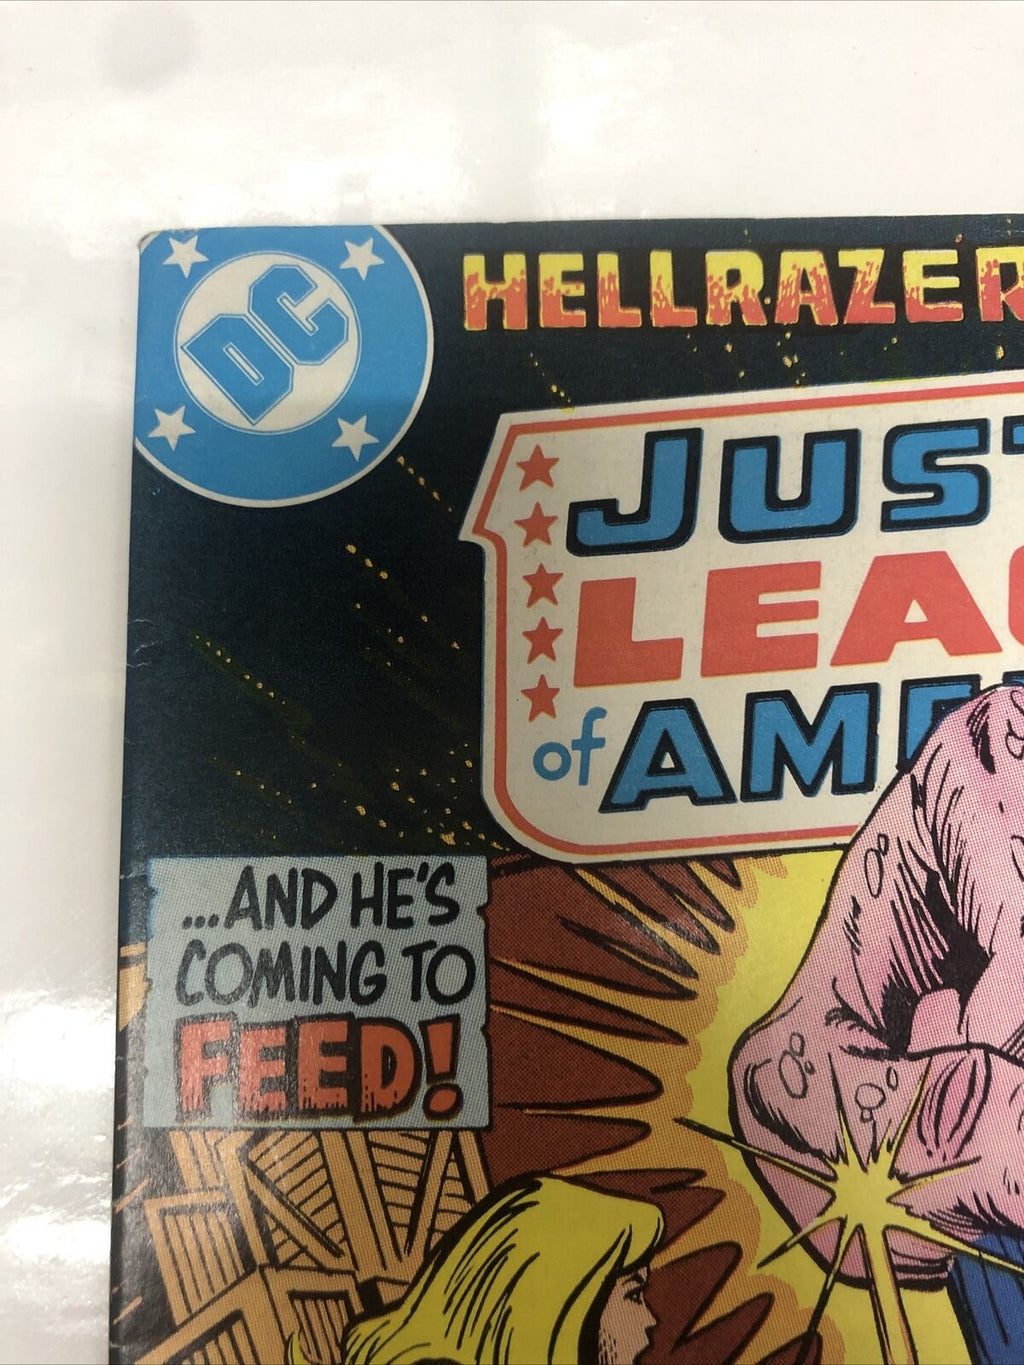 DC
HELLRAZER
JUST
LEAG
of AME
...AND HE'S
COMING TO
FEED!